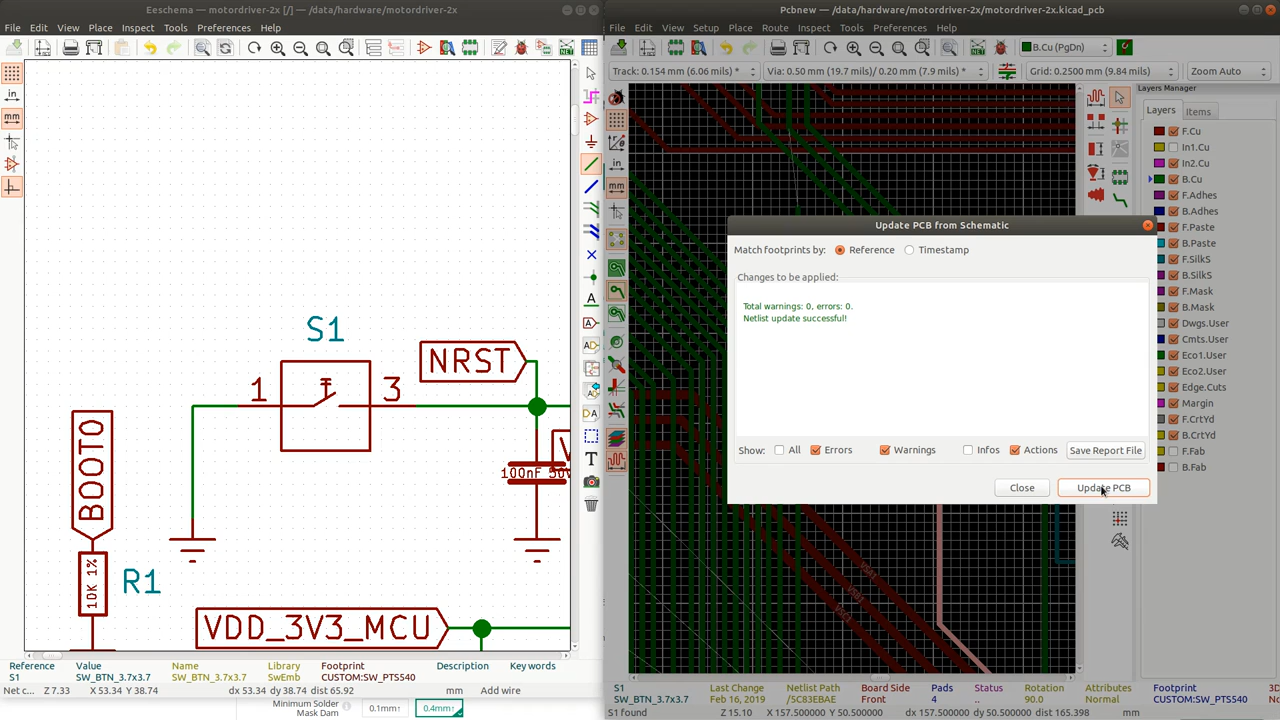 Eeschema — motordriver-2x [/] — /data/hardware/motordriver-2x
File Edit View Place Inspect Tools Preferences Help
in
mm
A
T
S1
1
3
NRST
BOOT0
100nF 50V
10K 1%
R1
VDD_3V3_MCU
Reference Value Name Library Footprint Description Key words
S1 SW_BTN_3.7x3.7 SW_BTN_3.7x3.7 SwEmb CUSTOM:SW_PTS540
Net c... Z 7.33 X 53.34 Y 38.74 dx 53.34 dy 38.74 dist 65.92 mm Add wire
Minimum Solder
Mask Dam
0.1mm↑ 0.4mm↑
Pcbnew — /data/hardware/motordriver-2x/motordriver-2x.kicad_pcb
File Edit View Setup Place Route Inspect Tools Preferences Help
B.Cu (PgDn)
Track: 0.154 mm (6.06 mils) * Via: 0.50 mm (19.7 mils)/ 0.20 mm (7.9 mils) * Grid: 0.2500 mm (9.84 mils) Zoom Auto
in
mm
Layers Manager
Layers Items
F.Cu
In1.Cu
In2.Cu
B.Cu
F.Adhes
B.Adhes
F.Paste
B.Paste
F.SilkS
B.SilkS
F.Mask
B.Mask
Dwgs.User
Cmts.User
Eco1.User
Eco2.User
Edge.Cuts
Margin
F.CrtYd
B.CrtYd
F.Fab
B.Fab
Update PCB from Schematic
Match footprints by: Reference Timestamp
Changes to be applied:
Total warnings: 0, errors: 0.
Netlist update successful!
Show: All Errors Warnings Infos Actions Save Report File
Close Update PCB
S1 Last Change Netlist Path Board Side Pads Status Rotation Attributes Footprint 3D
SW_BTN_3.7x3.7 Feb 16, 2019 /5C83EBAE Front 4 90.0 Normal CUSTOM:SW_PTS540 No
S1 found Z 15.10 X 157.500000 Y 50.500000 dx 157.500000 dy 50.500000 dist 165.398 mm